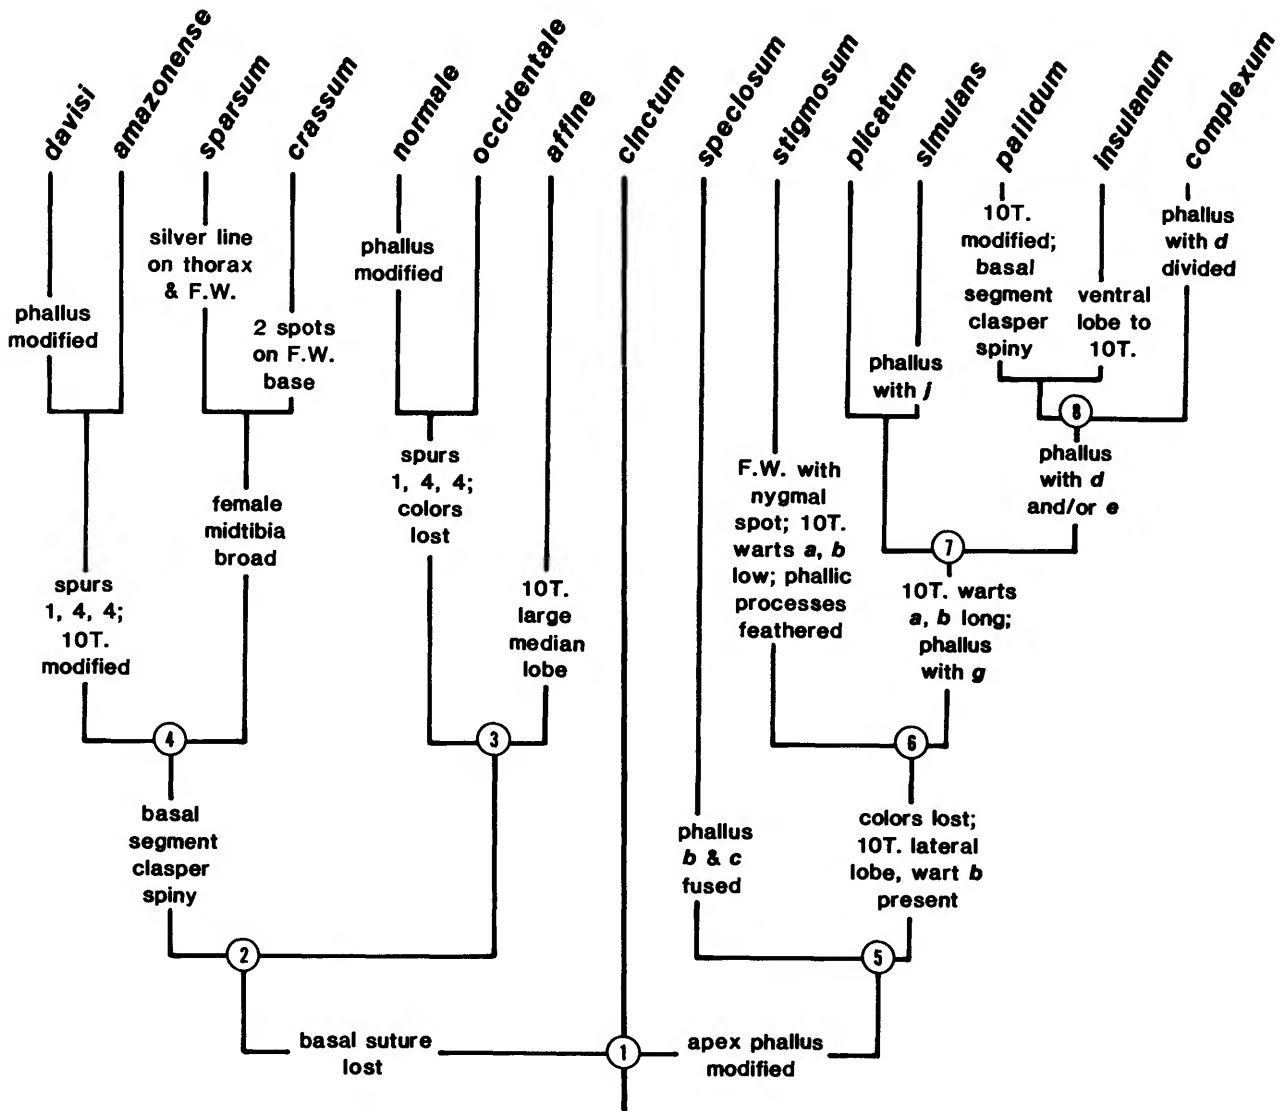 davisi
amazonense
sparsum
crassum
normale
occidentale
affine
cinctum
speclosum
stigmosum
plicatum
simulans
pallidum
insulanum
complexum
silver line
on thorax
& F.W.
phallus
modified
10T.
modified;
basal
segment
clasper
spiny
phallus
with d
divided
phallus
modified
2 spots
on F.W.
base
ventral
lobe to
10T.
phallus
with j
8
spurs
1, 4, 4;
colors
lost
phallus
with d
and/or e
female
midtibia
broad
F.W. with
nygmal
spot; 10T.
warts a, b
low; phallic
processes
feathered
7
spurs
1, 4, 4;
10T.
modified
10T.
large
median
lobe
10T. warts
a, b long;
phallus
with g
4
3
6
basal
segment
clasper
spiny
phallus
b & c
fused
colors lost;
10T. lateral
lobe, wart b
present
2
5
basal suture
lost
1
apex phallus
modified